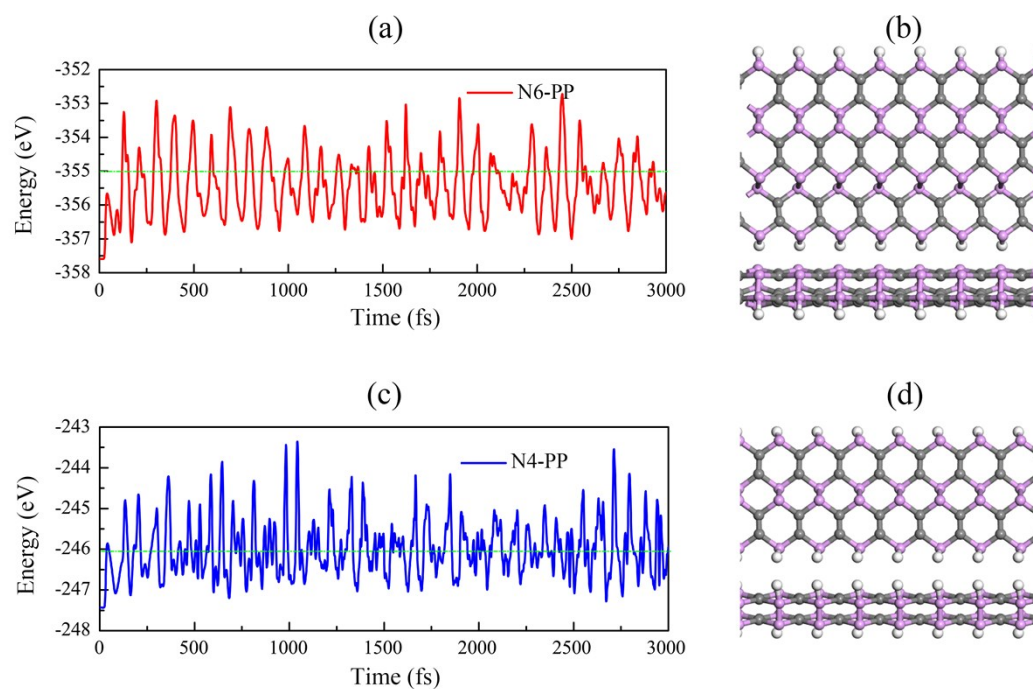 (a)
(b)
-352
-353
-354
-355
-356
-357
-358
Energy (eV)
N6-PP
0
500
1000
1500
2000
2500
3000
Time (fs)
(c)
(d)
-243
-244
-245
-246
-247
-248
Energy (eV)
N4-PP
0
500
1000
1500
2000
2500
3000
Time (fs)